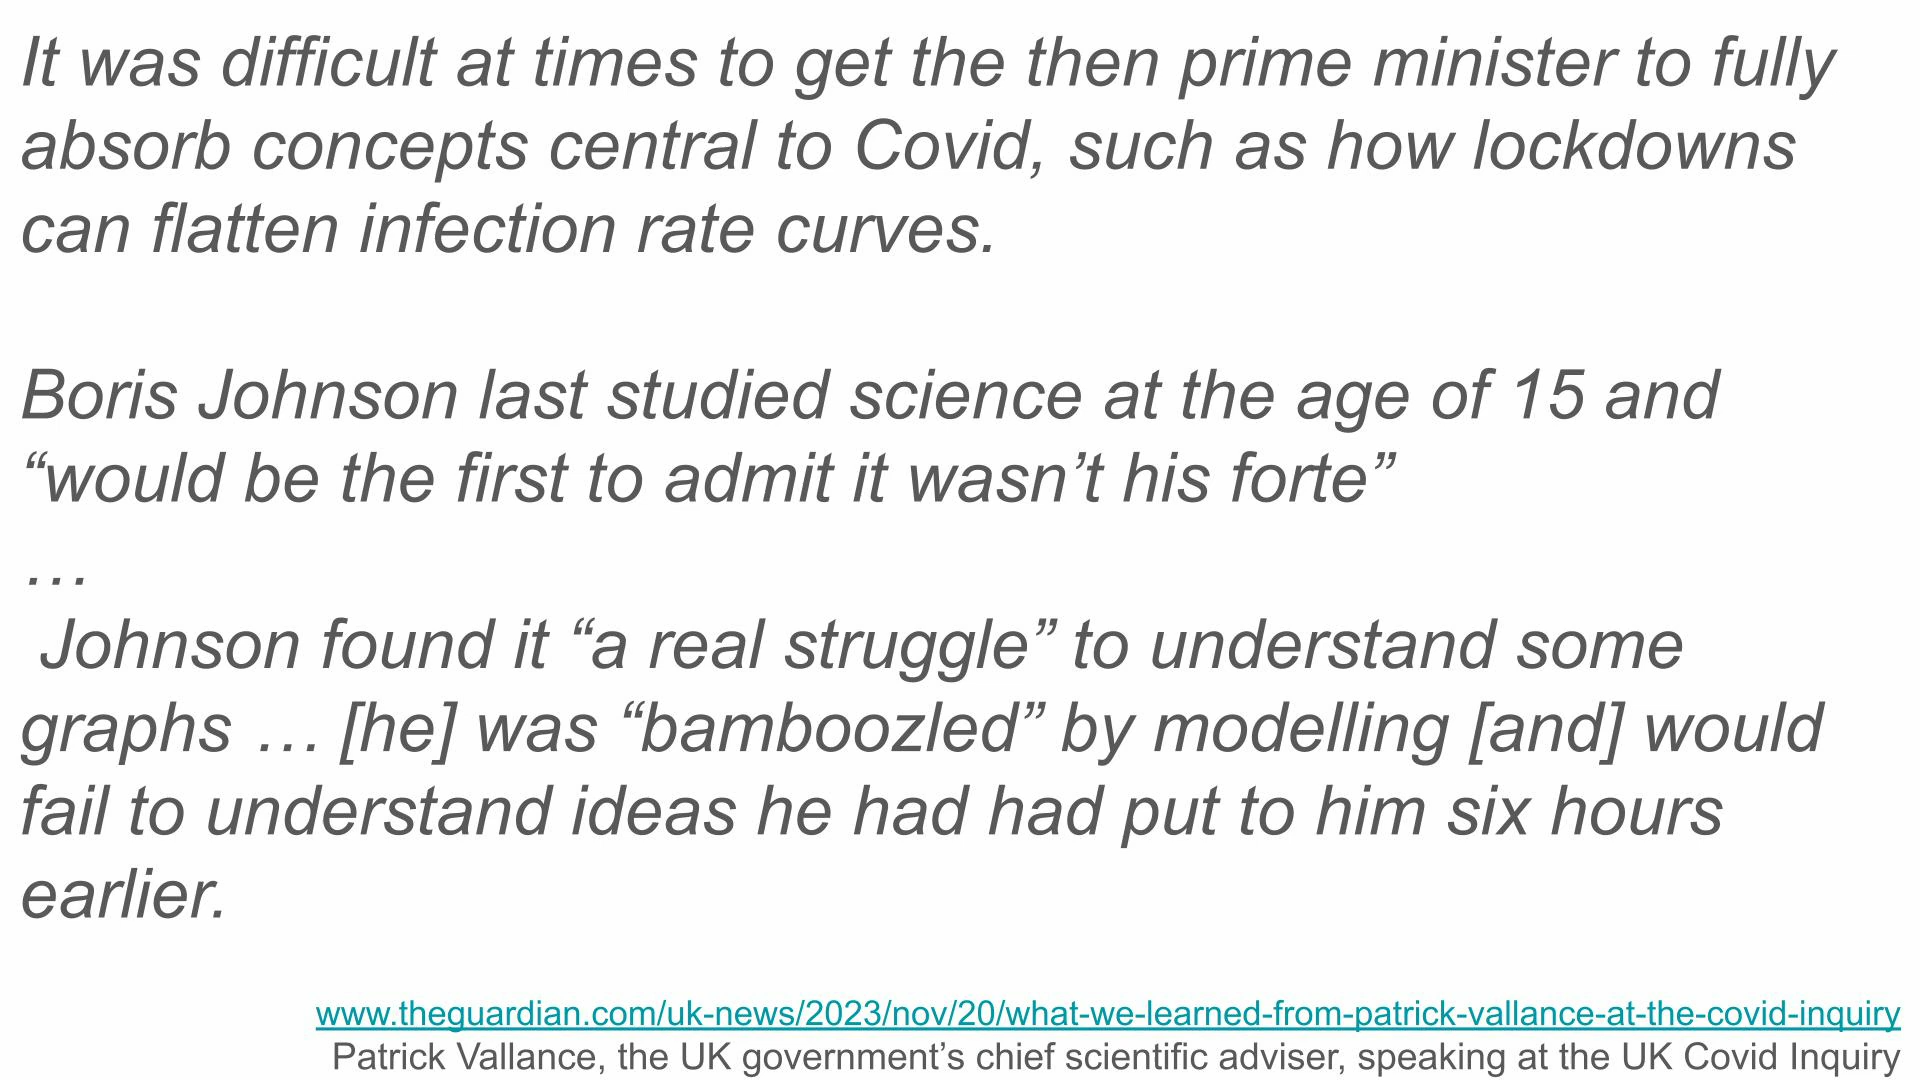 It was difficult at times to get the then prime minister to fully
absorb concepts central to Covid, such as how lockdowns
can flatten infection rate curves.
Boris Johnson last studied science at the age of 15 and
“would be the first to admit it wasn’t his forte”
…
Johnson found it “a real struggle” to understand some
graphs … [he] was “bamboozled” by modelling [and] would
fail to understand ideas he had had put to him six hours
earlier.
www.theguardian.com/uk-news/2023/nov/20/what-we-learned-from-patrick-vallance-at-the-covid-inquiry
Patrick Vallance, the UK government’s chief scientific adviser, speaking at the UK Covid Inquiry